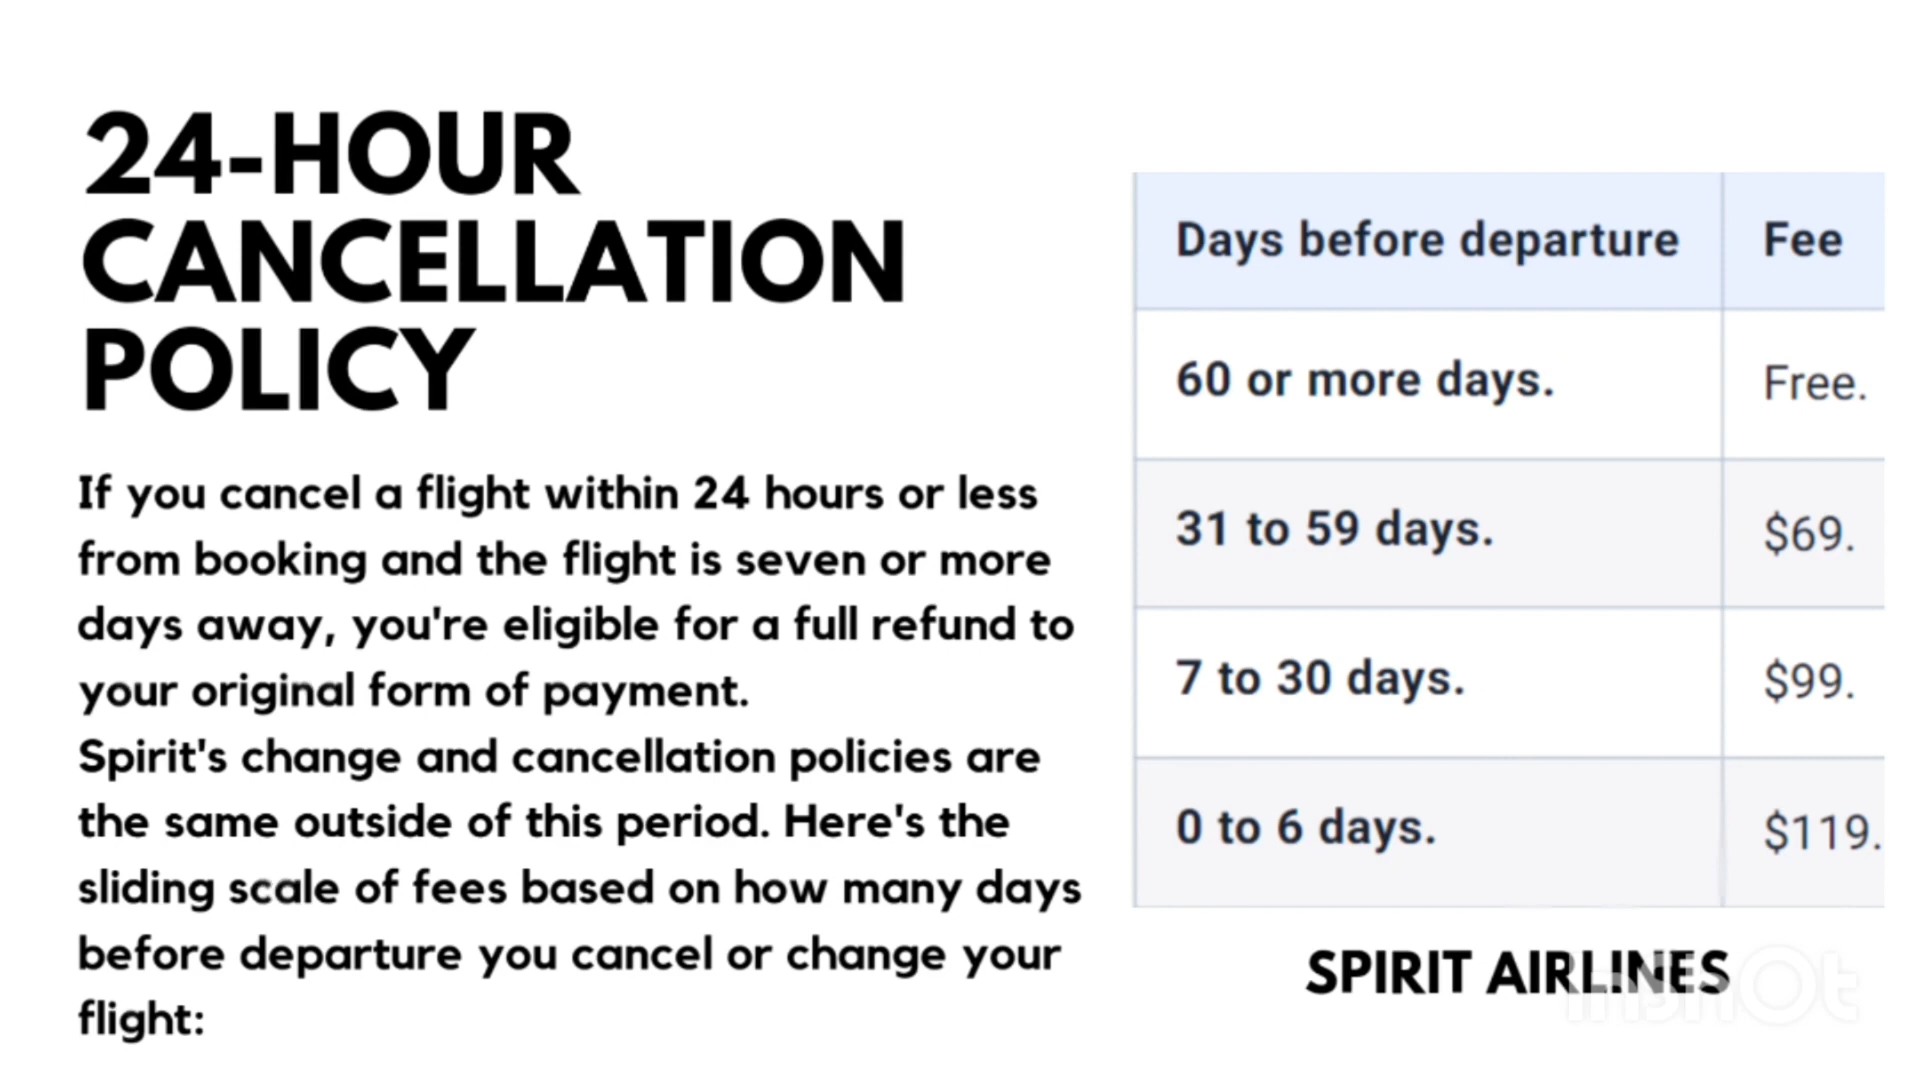 24-HOUR
CANCELLATION
POLICY
If you cancel a flight within 24 hours or less
from booking and the flight is seven or more
days away, you're eligible for a full refund to
your original form of payment.
Spirit's change and cancellation policies are
the same outside of this period. Here's the
sliding scale of fees based on how many days
before departure you cancel or change your
flight:
Days before departure Fee
60 or more days. Free.
31 to 59 days. $69.
7 to 30 days. $99.
0 to 6 days. $119.
SPIRIT AIRLINES
InShOt